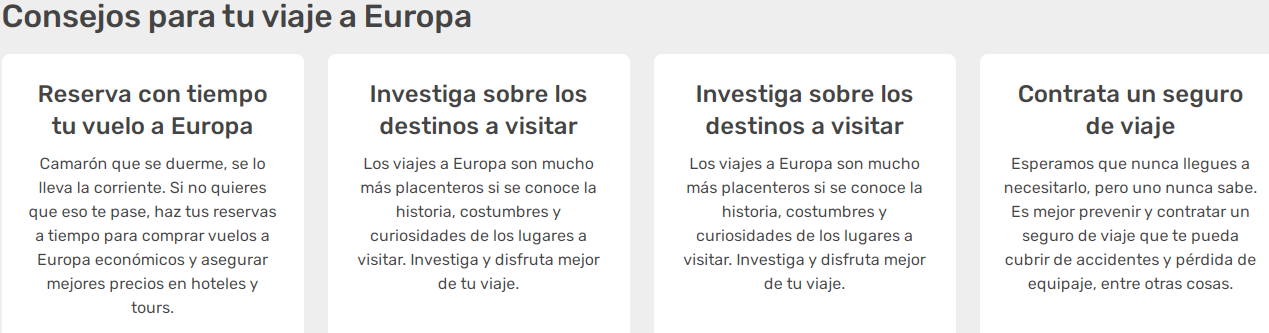 Consejos para tu viaje a Europa
Reserva con tiempo
tu vuelo a Europa
Camarón que se duerme, se lo
lleva la corriente. Si no quieres
que eso te pase, haz tus reservas
a tiempo para comprar vuelos a
Europa económicos y asegurar
mejores precios en hoteles y
tours.
Investiga sobre los
destinos a visitar
Los viajes a Europa son mucho
más placenteros si se conoce la
historia, costumbres y
curiosidades de los lugares a
visitar. Investiga y disfruta mejor
de tu viaje.
Investiga sobre los
destinos a visitar
Los viajes a Europa son mucho
más placenteros si se conoce la
historia, costumbres y
curiosidades de los lugares a
visitar. Investiga y disfruta mejor
de tu viaje.
Contrata un seguro
de viaje
Esperamos que nunca llegues a
necesitarlo, pero uno nunca sabe.
Es mejor prevenir y contratar un
seguro de viaje que te pueda
cubrir de accidentes y pérdida de
equipaje, entre otras cosas.